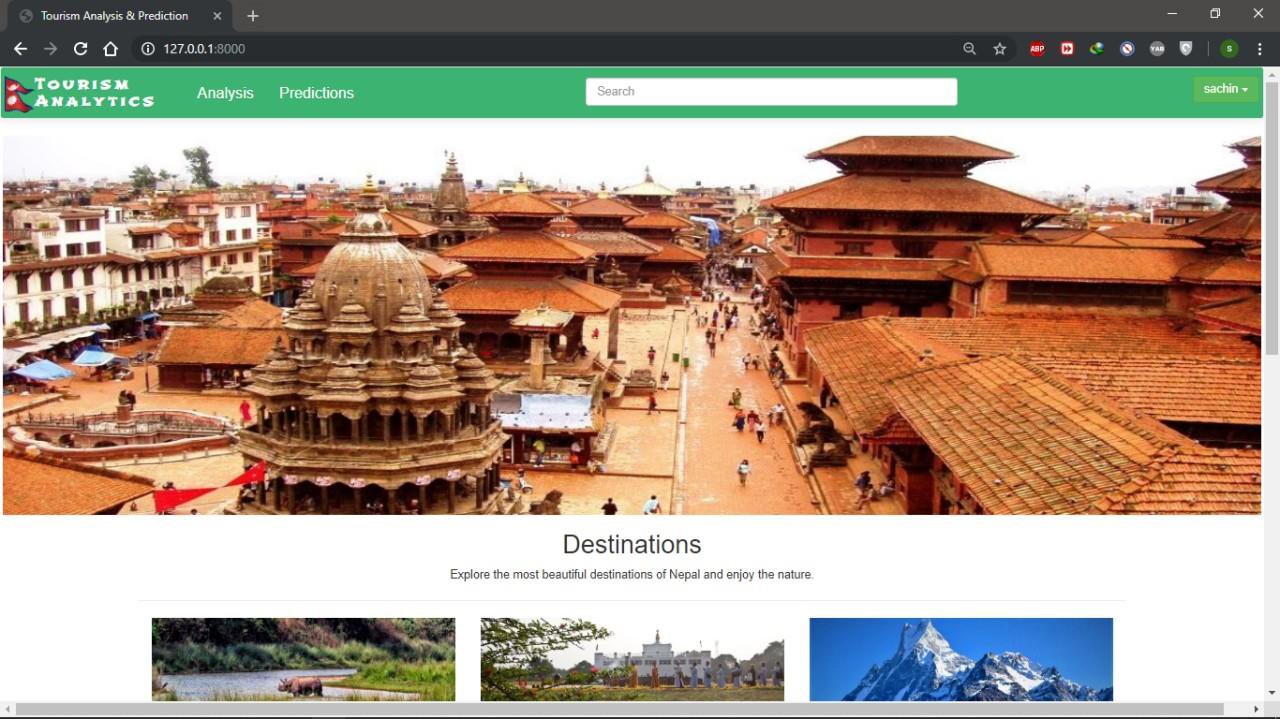 Tourism Analysis & Prediction
127.0.0.1:8000
ABP
YAB
S
TOURISM
ANALYTICS
Analysis
Predictions
Search
sachin
Destinations
Explore the most beautiful destinations of Nepal and enjoy the nature.